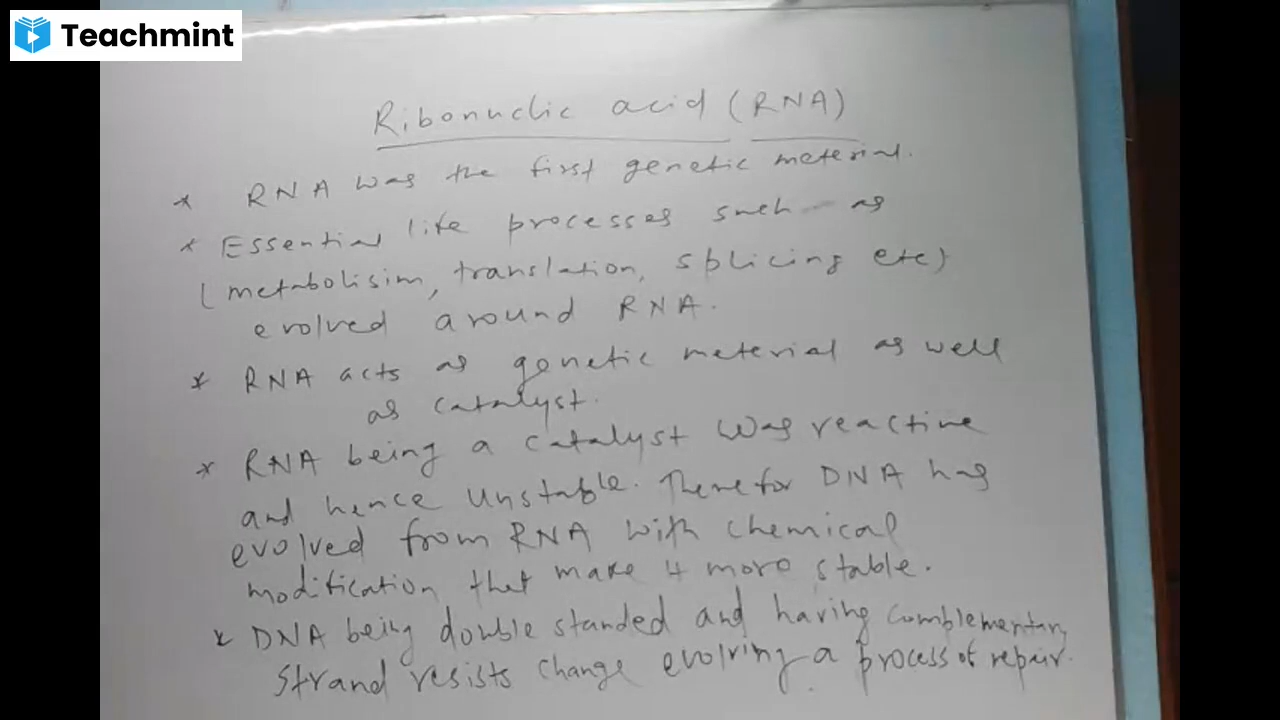 Teachmint
Ribonuclic acid (RNA)
* RNA was the first genetic meterial.
* Essential life processes such as
(metabolisim, translation, splicing etc)
evolved around RNA.
* RNA acts as genetic meterial as well
as catalyst.
* RNA being a catalyst was reactive
and hence unstable. Therefor DNA has
evolved from RNA with chemical
modification that make it more stable.
* DNA being double standed and having complementary
strand resists change evolving a process of repair.